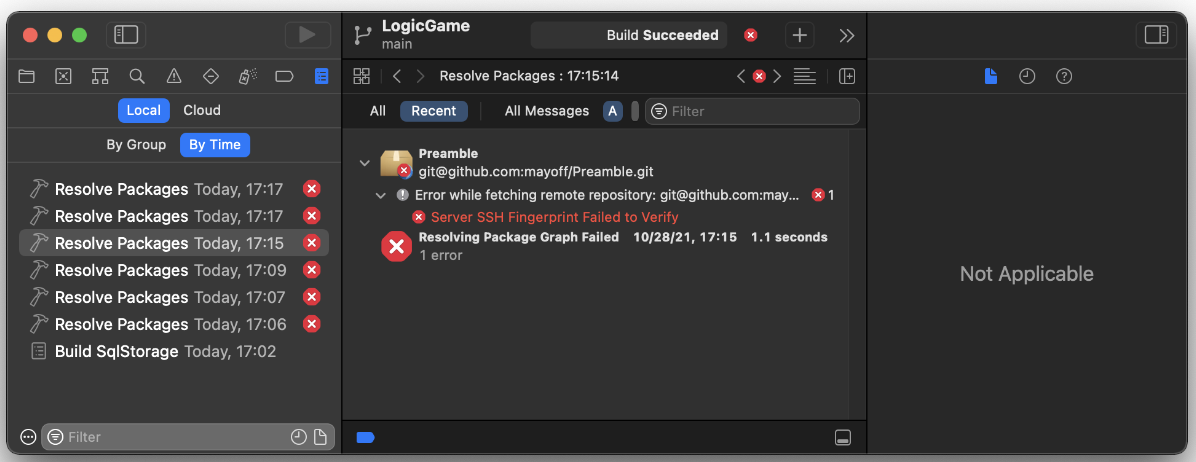 LogicGame
main
Build Succeeded
Resolve Packages : 17:15:14
Local Cloud
All Recent All Messages A Filter
By Group By Time
Preamble
git@github.com:mayoff/Preamble.git
Resolve Packages Today, 17:17
Error while fetching remote repository: git@github.com:may... 1
Resolve Packages Today, 17:17
Server SSH Fingerprint Failed to Verify
Resolve Packages Today, 17:15
Resolving Package Graph Failed 10/28/21, 17:15 1.1 seconds
1 error
Resolve Packages Today, 17:09
Not Applicable
Resolve Packages Today, 17:07
Resolve Packages Today, 17:06
Build SqlStorage Today, 17:02
Filter